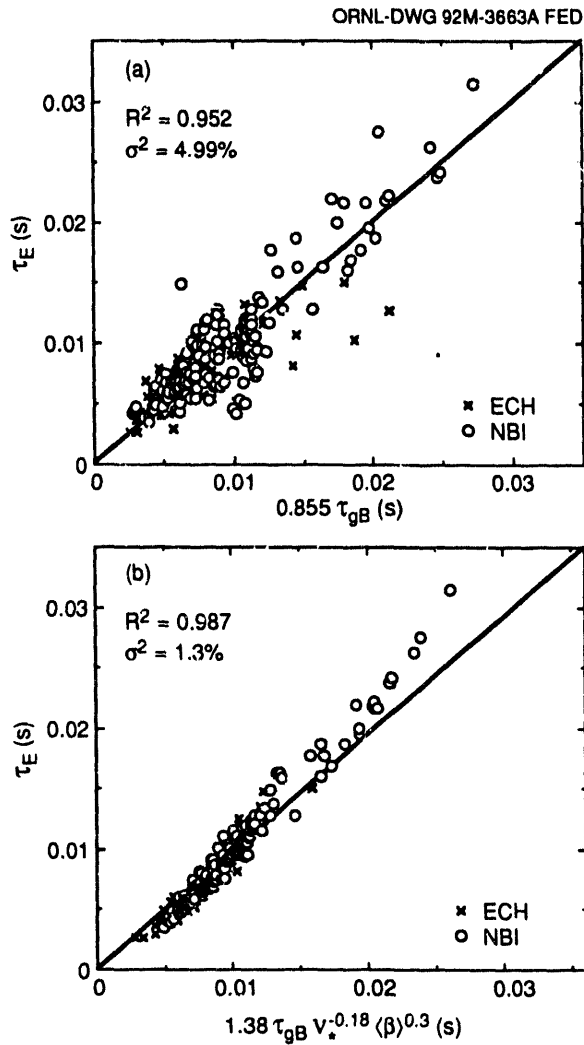 ORNL-DWG 92M-3663A FED
(a)
R² = 0.952
σ² = 4.99%
τE (s)
0.03
0.02
0.01
0
× ECH
○ NBI
0 0.01 0.02 0.03
0.855 τgB (s)
(b)
R² = 0.987
σ² = 1.3%
τE (s)
0.03
0.02
0.01
0
× ECH
○ NBI
0 0.01 0.02 0.03
1.38 τgB ν*^-0.18 ⟨β⟩^0.3 (s)